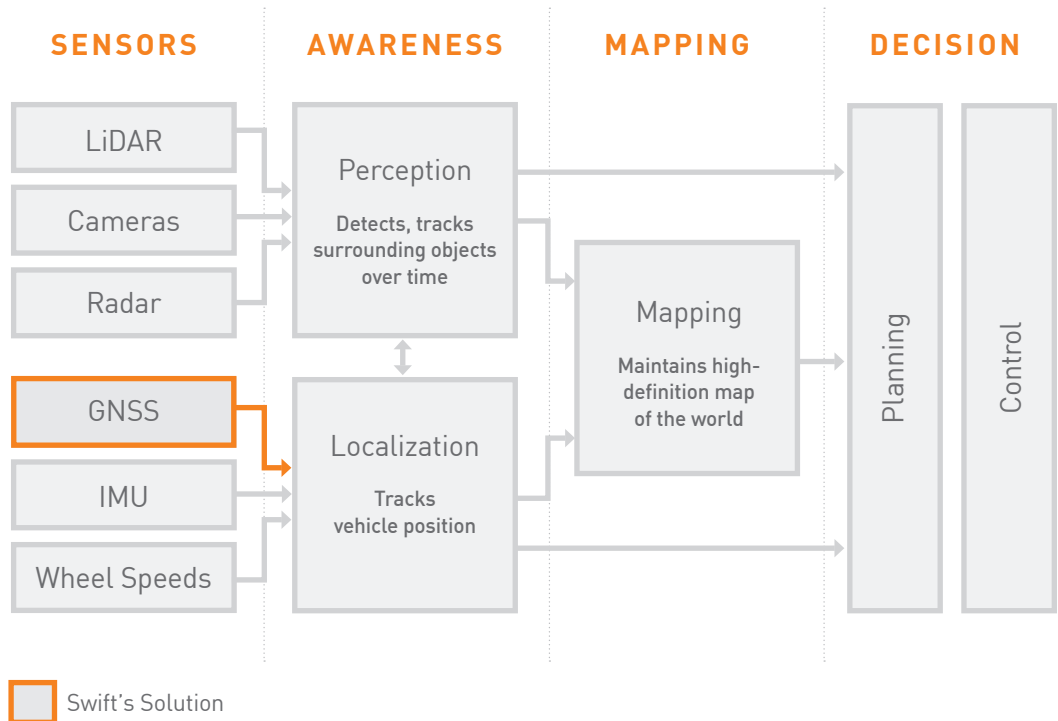 SENSORS
AWARENESS
MAPPING
DECISION
LiDAR
Cameras
Radar
GNSS
IMU
Wheel Speeds
Perception
Detects, tracks
surrounding objects
over time
Localization
Tracks
vehicle position
Mapping
Maintains high-
definition map
of the world
Planning
Control
Swift's Solution